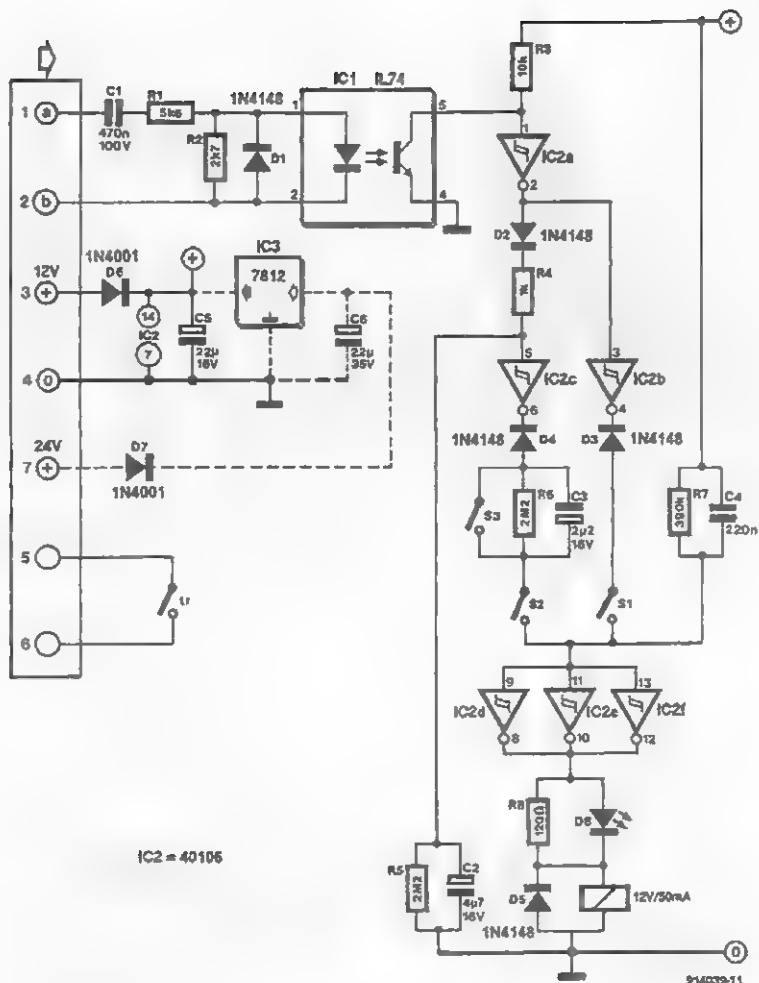 1 a
C1
470n
100V
R1
5k6
R2
2k7
1N4148
D1
1
2
IC1
5
4
R3
10k
+
1
IC2a
2
D2
1N4148
R4
1k
2 b
12V
3 +
1N4001
D6
14
IC2
7
+
C5
22µ
16V
IC3
7812
C6
22µ
35V
4 0
24V
7 +
D7
1N4001
5
6
5
IC2c
6
3
IC2b
4
1N4148
D4
D3
1N4148
S3
R6
2M2
C3
2µ2
16V
R7
390k
C4
220n
S2
S1
9
11
13
IC2d
IC2e
IC2f
8
10
12
R8
120Ω
D8
R5
2M2
C2
4µ7
16V
D5
1N4148
12V/50mA
0
IC2 = 40106